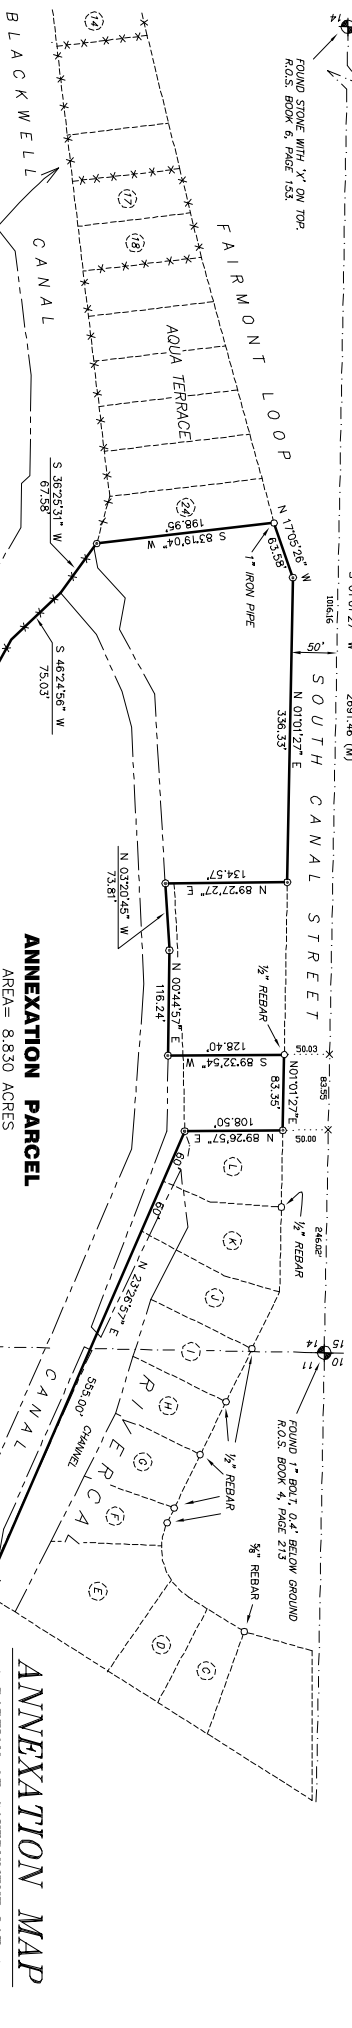 14
FOUND STONE WITH 'X' ON TOP.
R.O.S. BOOK 6, PAGE 153.
BLACKWELL CANAL
14
17
18
FAIRMONT LOOP
AQUA TERRACE
24
S 83°19'04" W
198.95'
N 17°05'26" W
63.58'
1" IRON PIPE
S 36°25'31" W
67.58'
S 46°24'56" W
75.03'
1016.16
2691.46 (M)
50'
SOUTH CANAL STREET
N 01°01'27" E
336.33'
N 89°27'27" E
134.57'
N 03°20'45" W
73.81'
N 00°44'57" E
116.24'
½" REBAR
S 89°32'54" W
128.40'
N01°01'27"E
83.35'
50.03
83.55
50.00
N 89°26'57" E
108.50'
246.02'
½" REBAR
60'
60'
N 23°26'57" E
555.00'
CHANNEL
CANAL
L
K
J
I
H
G
F
E
D
C
RIVER CAL
½" REBAR
⅝" REBAR
15
14
10
11
FOUND 1" BOLT, 0.4' BELOW GROUND
R.O.S. BOOK 4, PAGE 213
ANNEXATION PARCEL
AREA= 8.830 ACRES
ANNEXATION MAP